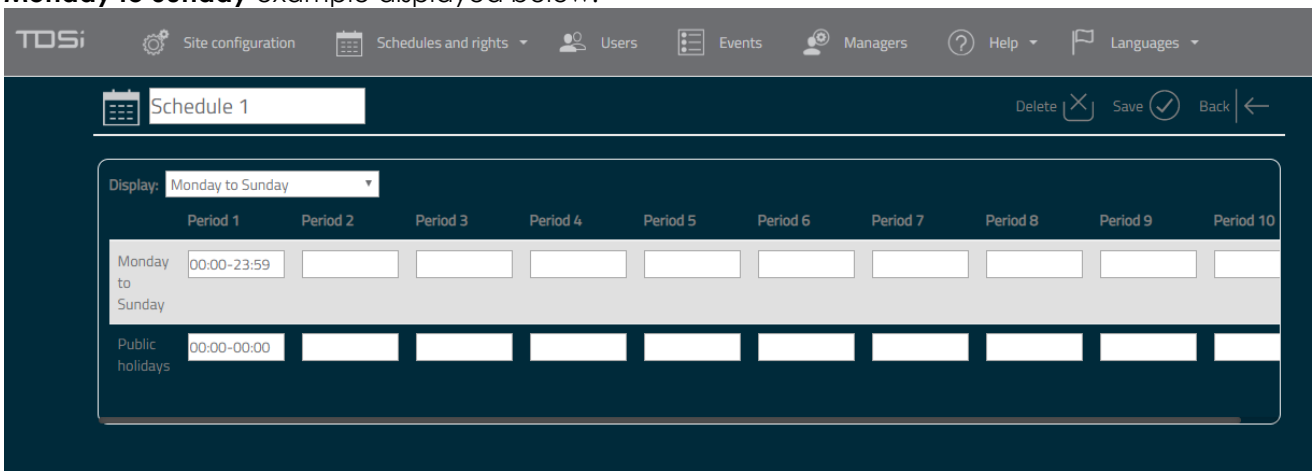 Monday to Sunday example displayed below.
TDSi Site configuration Schedules and rights Users Events Managers ? Help Languages
Schedule 1 Delete Save Back
Display: Monday to Sunday
Period 1 Period 2 Period 3 Period 4 Period 5 Period 6 Period 7 Period 8 Period 9 Period 10
Monday 00:00-23:59
to
Sunday
Public 00:00-00:00
holidays